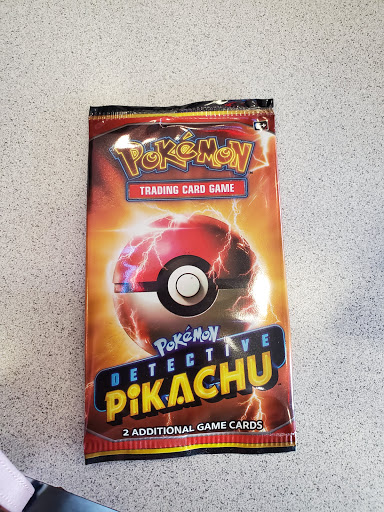 POKéMON
TRADING CARD GAME
POKéMON
DETECTIVE
PiKACHU
2 ADDITIONAL GAME CARDS